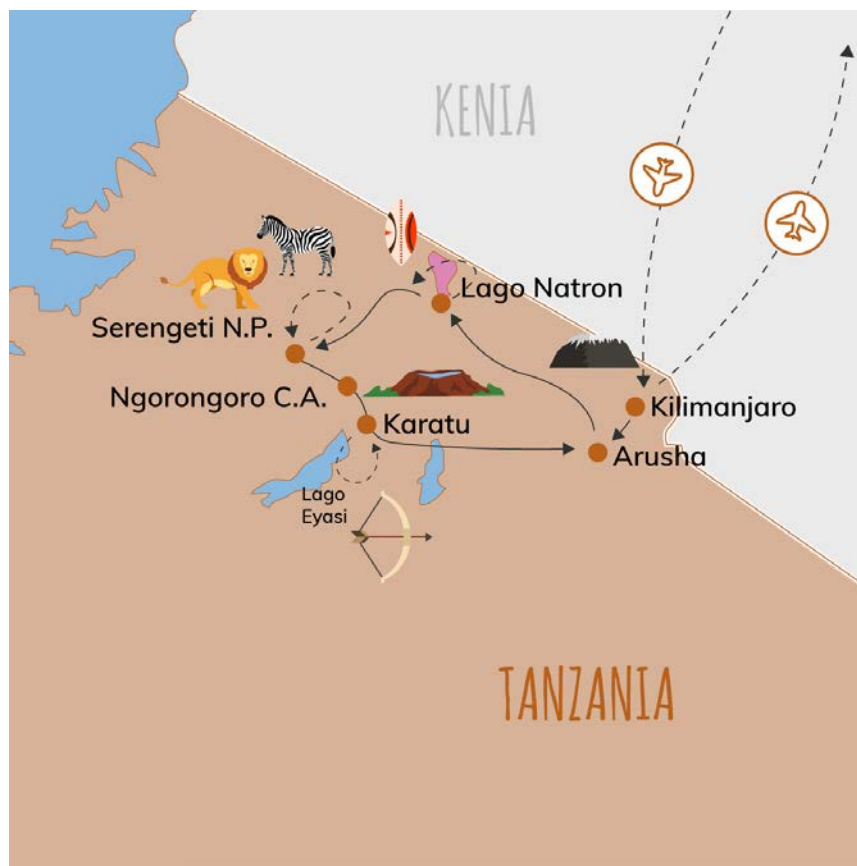 KENIA
Lago Natron
Serengeti N.P.
Ngorongoro C.A.
Kilimanjaro
Karatu
Arusha
Lago
Eyasi
TANZANIA